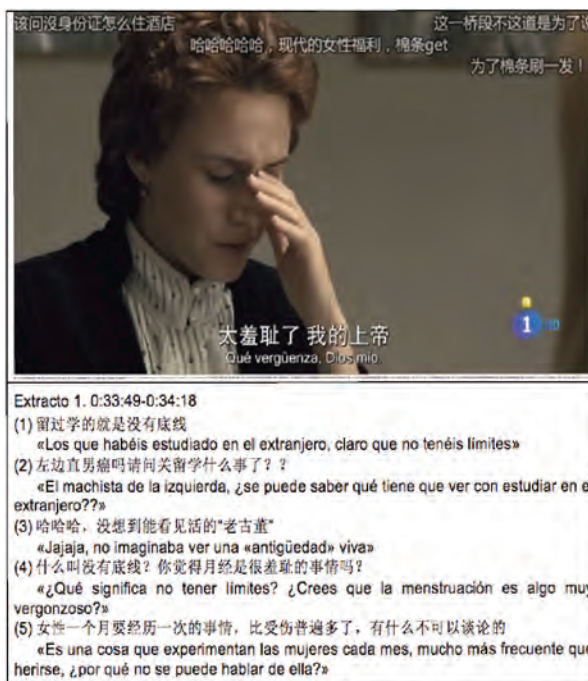 该问没身份证怎么住酒店
这一桥段不这道是为了
哈哈哈哈哈，现代的女性福利，棉条get
为了棉条刷一发！
太羞耻了 我的上帝
Qué vergüenza, Dios mio.
1
Extracto 1. 0:33:49-0:34:18
(1) 留过学的就是没有底线
«Los que habéis estudiado en el extranjero, claro que no tenéis límites»
(2) 左边直男癌吗请问关留学什么事了？？
«El machista de la izquierda, ¿se puede saber qué tiene que ver con estudiar en e
extranjero??»
(3) 哈哈哈，没想到能看见活的“老古董”
«Jajaja, no imaginaba ver una «antigüedad» viva»
(4) 什么叫没有底线？你觉得月经是很羞耻的事情吗？
«¿Qué significa no tener límites? ¿Crees que la menstruación es algo muy
vergonzoso?»
(5) 女性一个月要经历一次的事情，比受伤普遍多了，有什么不可以谈论的
«Es una cosa que experimentan las mujeres cada mes, mucho más frecuente que
herirse, ¿por qué no se puede hablar de ella?»